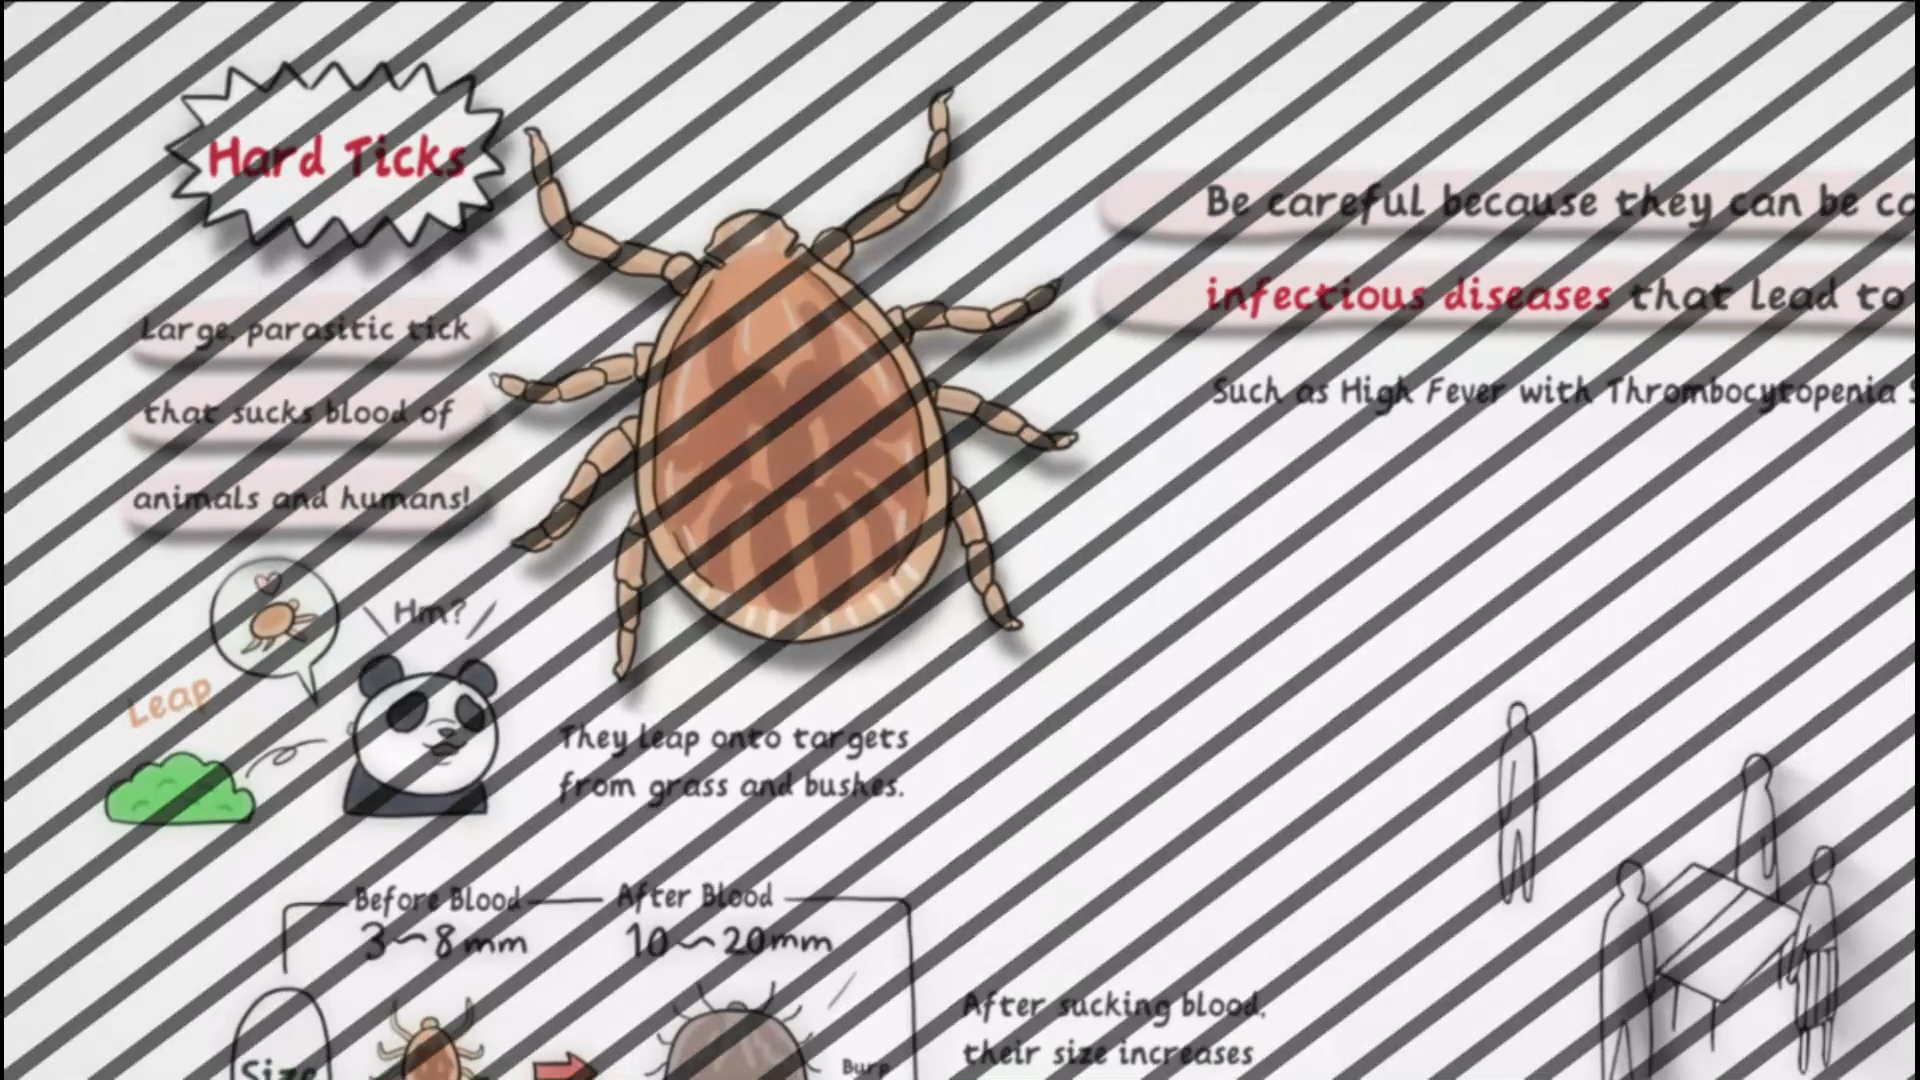 Hard Ticks
Large, parasitic tick
that sucks blood of
animals and humans!
Be careful because they can be
infectious diseases that lead to
Such as High Fever with Thrombocytopenia
Hm?
Leap
They leap onto targets
from grass and bushes.
Before Blood
After Blood
3~8mm
10~20mm
After sucking blood,
their size increases
Size
Burp